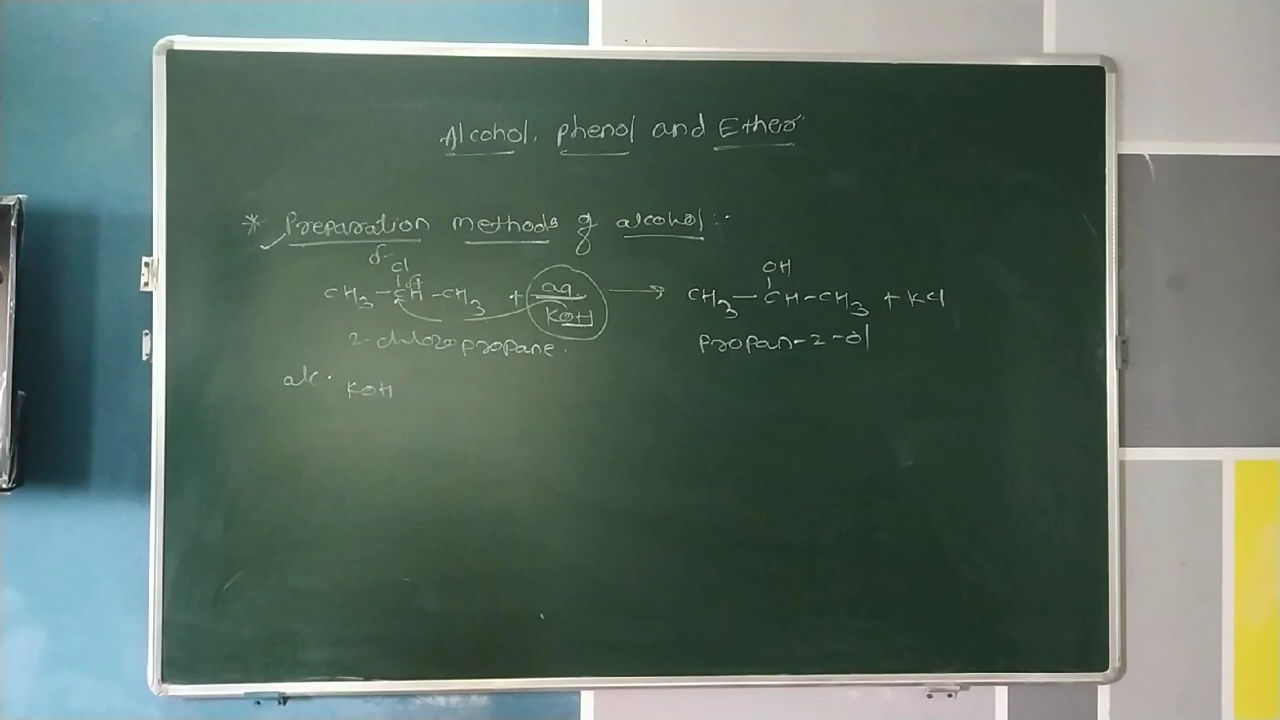 Alcohol, phenol and Ether
* Preparation methods of alcohol :-
δ- Cl OH
CH3 - CH - CH3 + aq KOH → CH3 - CH - CH3 + KCl
2-chloropropane. propan-2-ol
alc. KOH